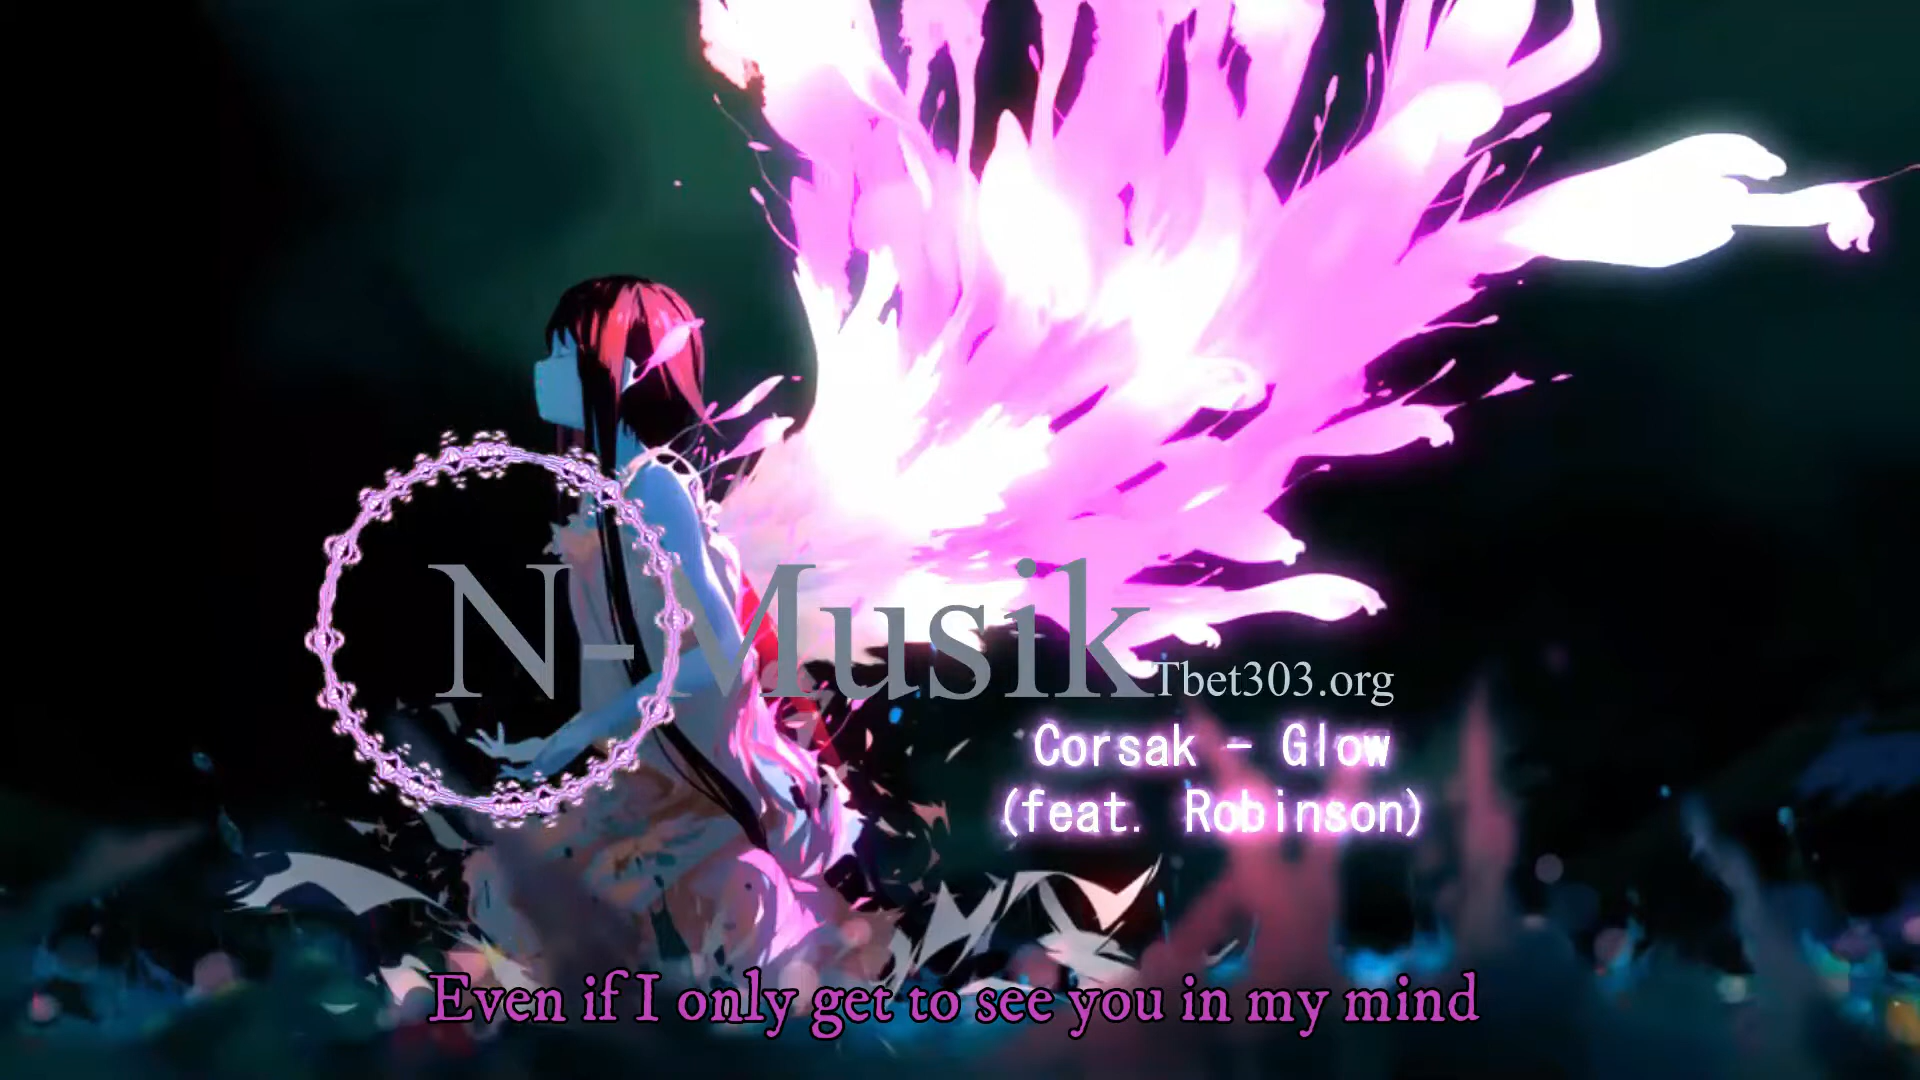 N-Musik
Tbet303.org
Corsak - Glow
(feat. Robinson)
Even if I only get to see you in my mind